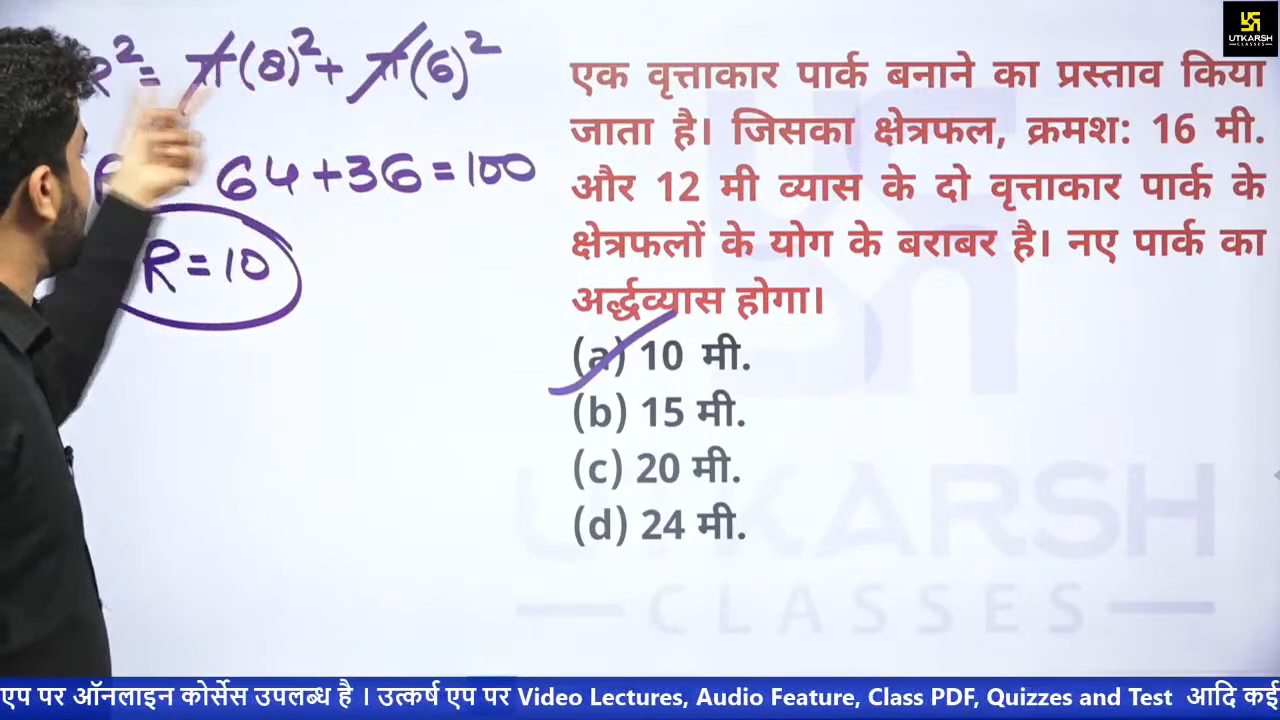 UTKARSH
CLASSES
R² = π(8)² + π(6)²
64 + 36 = 100
R = 10
एक वृत्ताकार पार्क बनाने का प्रस्ताव किया
जाता है। जिसका क्षेत्रफल, क्रमश: 16 मी.
और 12 मी व्यास के दो वृत्ताकार पार्क के
क्षेत्रफलों के योग के बराबर है। नए पार्क का
अर्द्धव्यास होगा।
(a) 10 मी.
(b) 15 मी.
(c) 20 मी.
(d) 24 मी.
UTKARSH
CLASSES
एप पर ऑनलाइन कोर्सेस उपलब्ध है । उत्कर्ष एप पर Video Lectures, Audio Feature, Class PDF, Quizzes and Test आदि कई